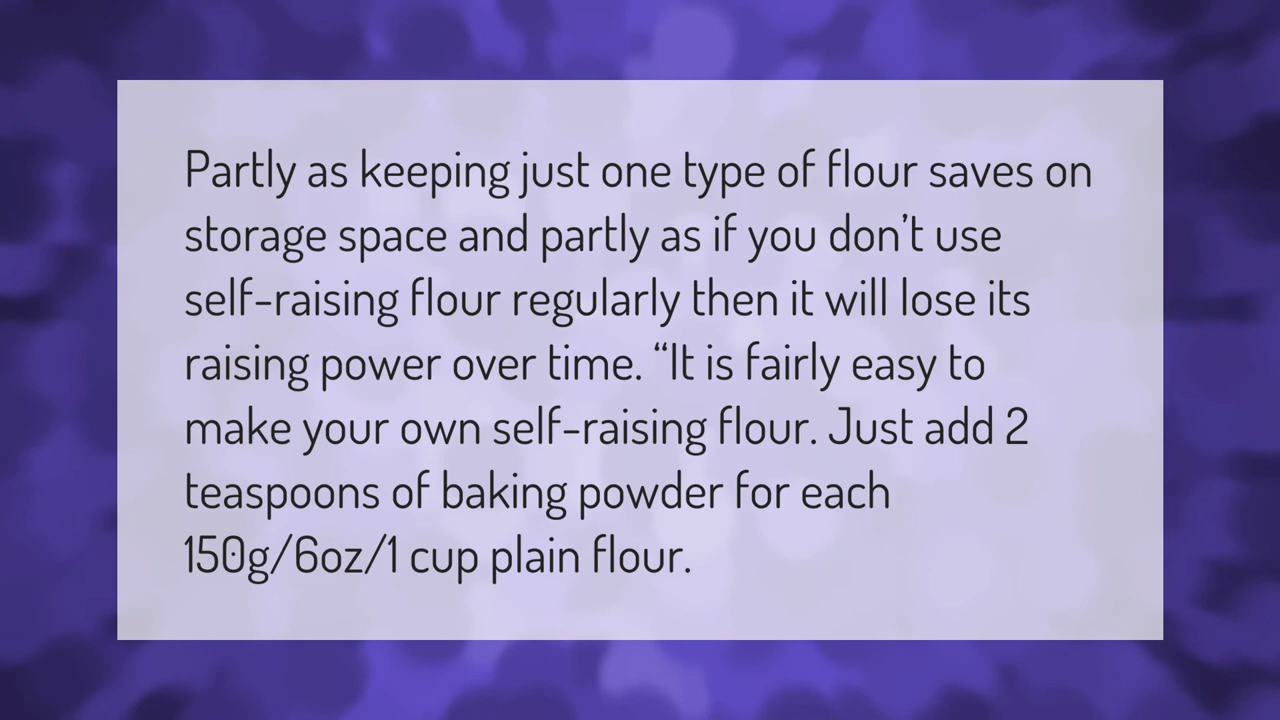 Partly as keeping just one type of flour saves on
storage space and partly as if you don’t use
self-raising flour regularly then it will lose its
raising power over time. “It is fairly easy to
make your own self-raising flour. Just add 2
teaspoons of baking powder for each
150g/6oz/1 cup plain flour.